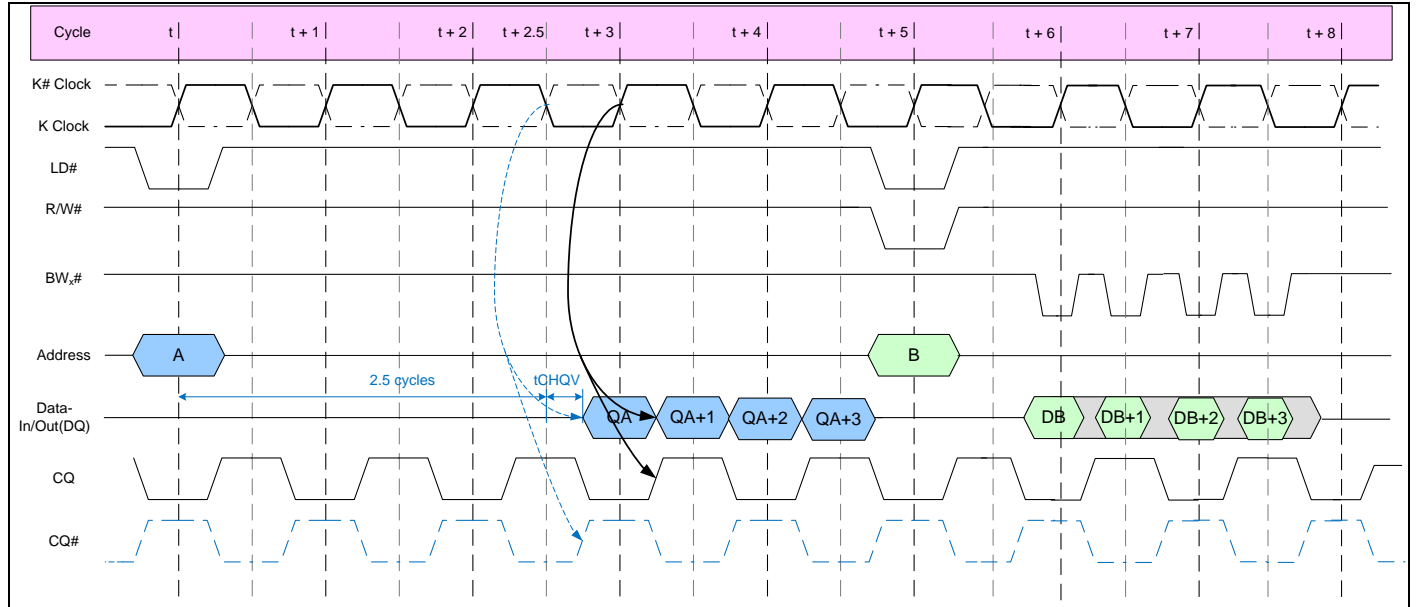 Cycle t t + 1 t + 2 t + 2.5 t + 3 t + 4 t + 5 t + 6 t + 7 t + 8
K# Clock
K Clock
LD#
R/W#
BWx#
Address A B
2.5 cycles tCHQV
Data-
In/Out(DQ) QA QA+1 QA+2 QA+3 DB DB+1 DB+2 DB+3
CQ
CQ#